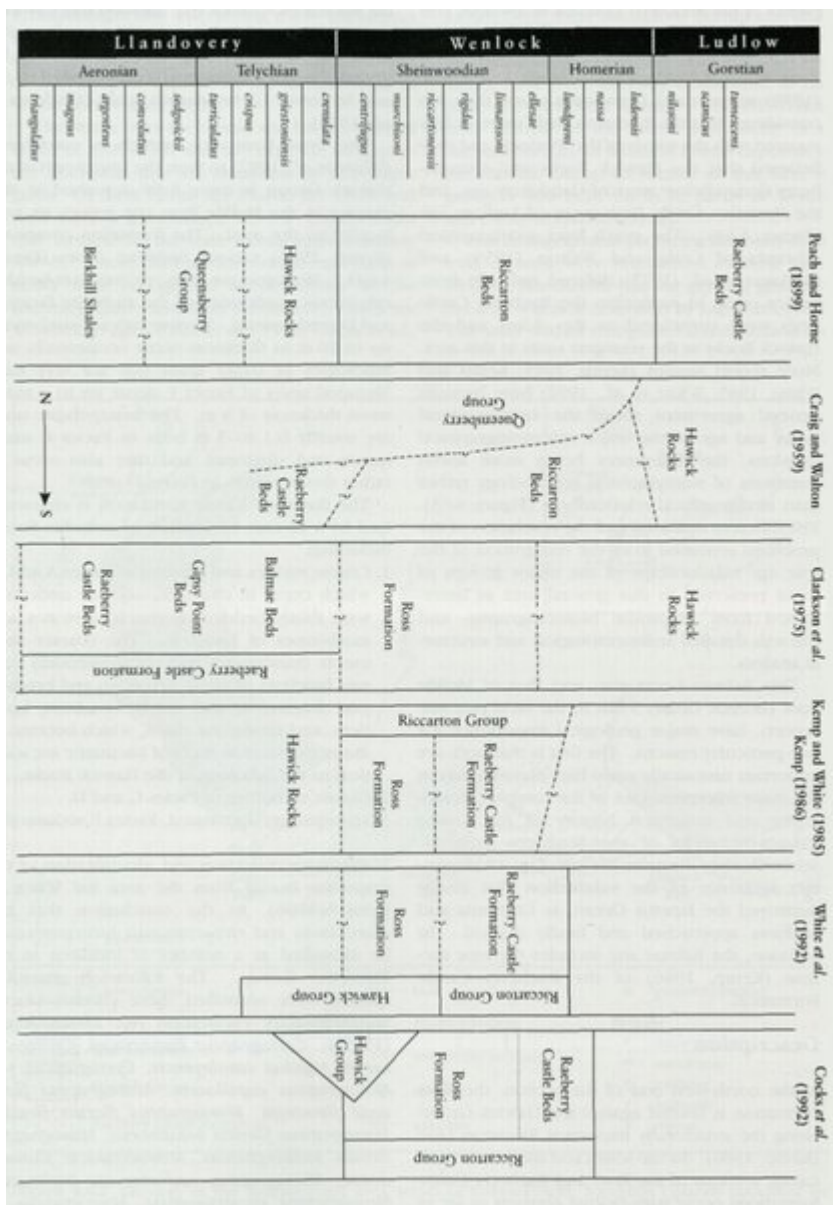 Llandovery
Wenlock
Ludlow
Aeronian
Telychian
Sheinwoodian
Homerian
Gorstian
triangulatus
magnus
argenteus
convolutus
sedgwickii
turriculatus
crispus
griestoniensis
crenulata
centrifugus
murchisoni
riccartonensis
rigidus
linnarssoni
ellesae
lundgreni
nassa
ludensis
nilssoni
scanicus
tumescens
Peach and Horne
(1899)
Raeberry Castle
Beds
Riccarton
Beds
Hawick Rocks
?
?
Queensberry
Group
?
?
Birkhill Shales
Craig and Walton
(1959)
Hawick
Rocks
?
Riccarton
Beds
?
?
?
Queensberry
Group
Raeberry
Castle
Beds
N
S
Clarkson et al.
(1975)
Hawick
Rocks
?
Ross
Formation
?
Balmae Beds
Gipsy Point
Beds
Raeberry
Castle Beds
?
Raeberry Castle Formation
Kemp and White (1985)
Kemp (1986)
Riccarton Group
?
Raeberry Castle
Formation
?
Ross
Formation
?
Hawick Rocks
White et al.
(1992)
Raeberry Castle
Formation
?
Ross
Formation
?
Riccarton Group
Hawick Group
Cocks et al.
(1992)
Raeberry
Castle Beds
Ross
Formation
Hawick
Group
Riccarton Group